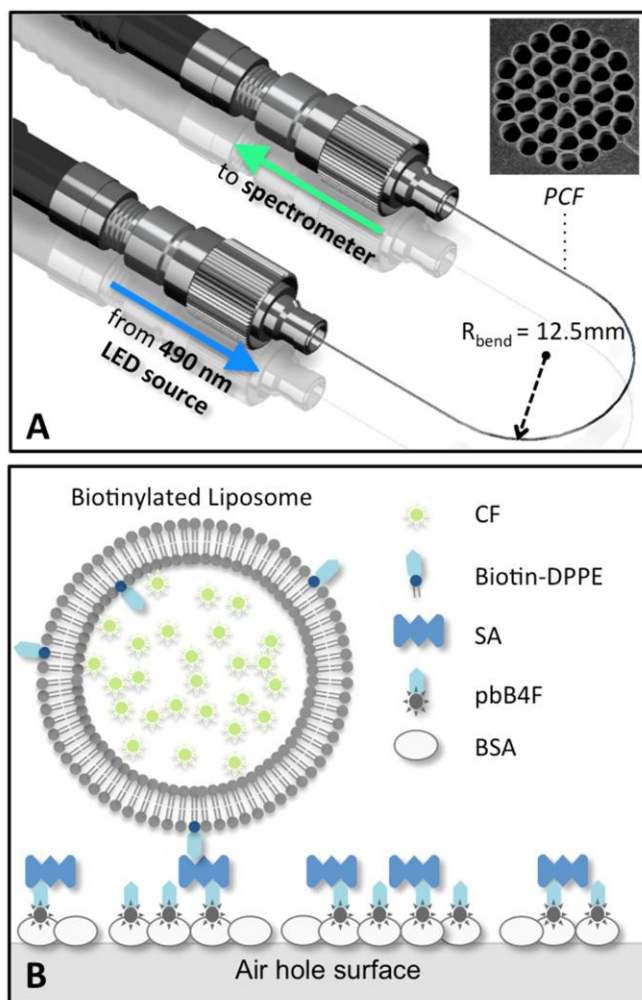 PCF
to spectrometer
R_bend = 12.5mm
from 490 nm
LED source
A
Biotinylated Liposome
CF
Biotin-DPPE
SA
pbB4F
BSA
Air hole surface
B